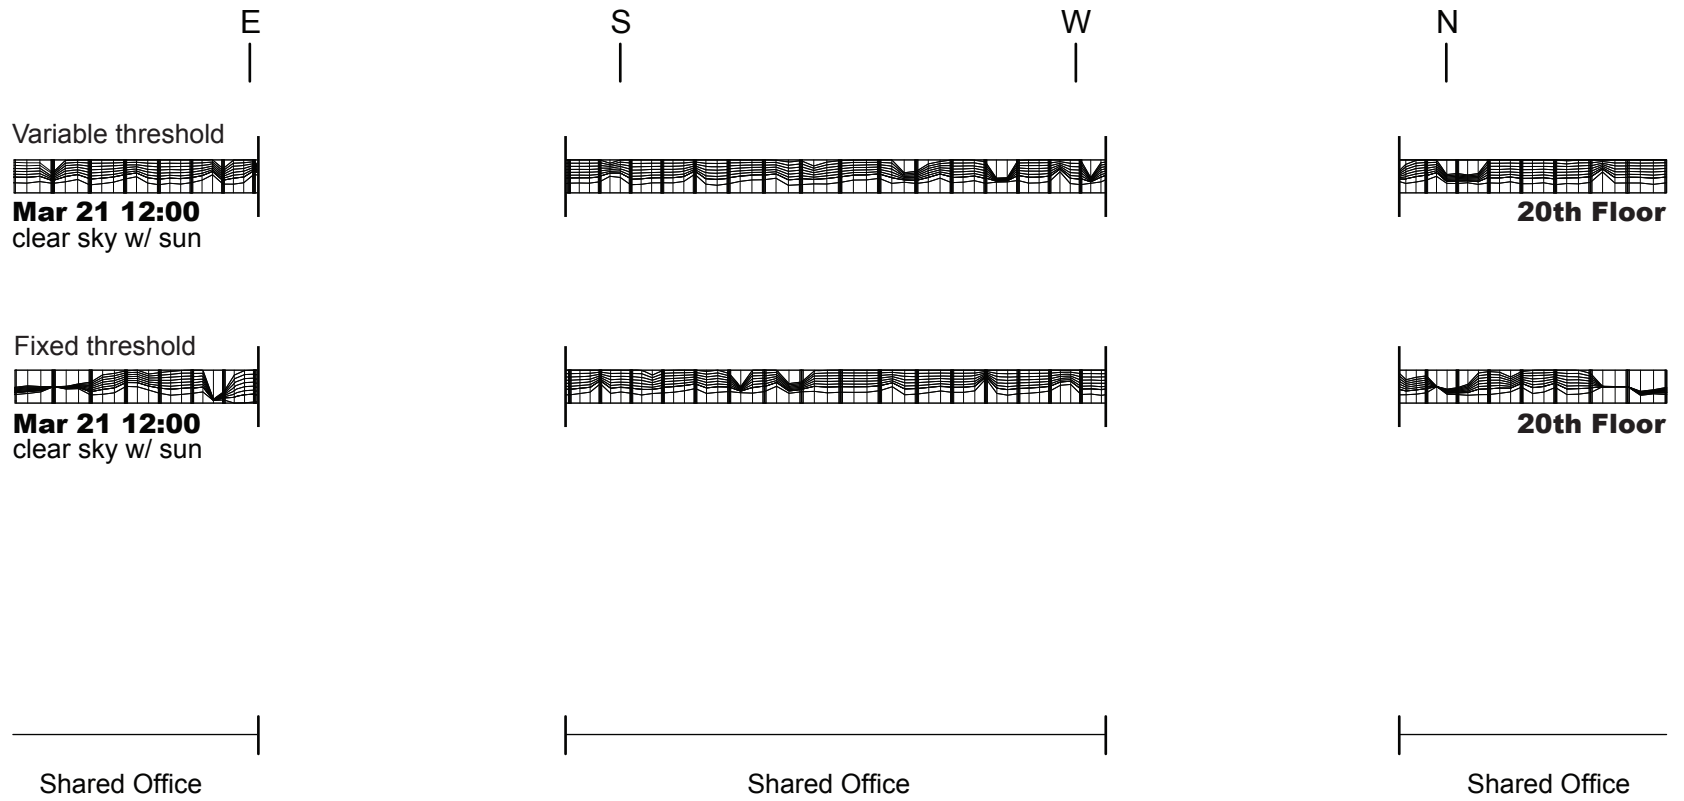 E S W N
Variable threshold
Mar 21 12:00 20th Floor
clear sky w/ sun
Fixed threshold
Mar 21 12:00 20th Floor
clear sky w/ sun
Shared Office Shared Office Shared Office